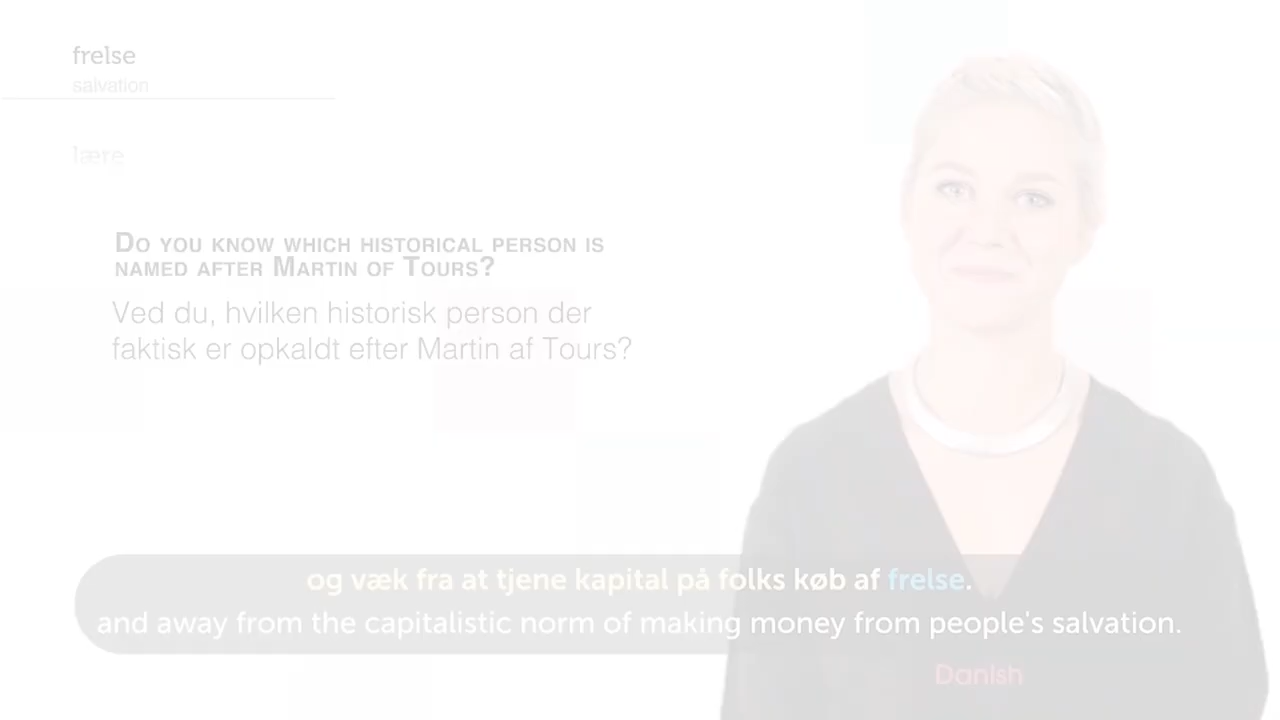 frelse
salvation
lære
Do you know which historical person is
named after Martin of Tours?
Ved du, hvilken historisk person der
faktisk er opkaldt efter Martin af Tours?
og væk fra at tjene kapital på folks køb af frelse.
and away from the capitalistic norm of making money from people's salvation.
Danish